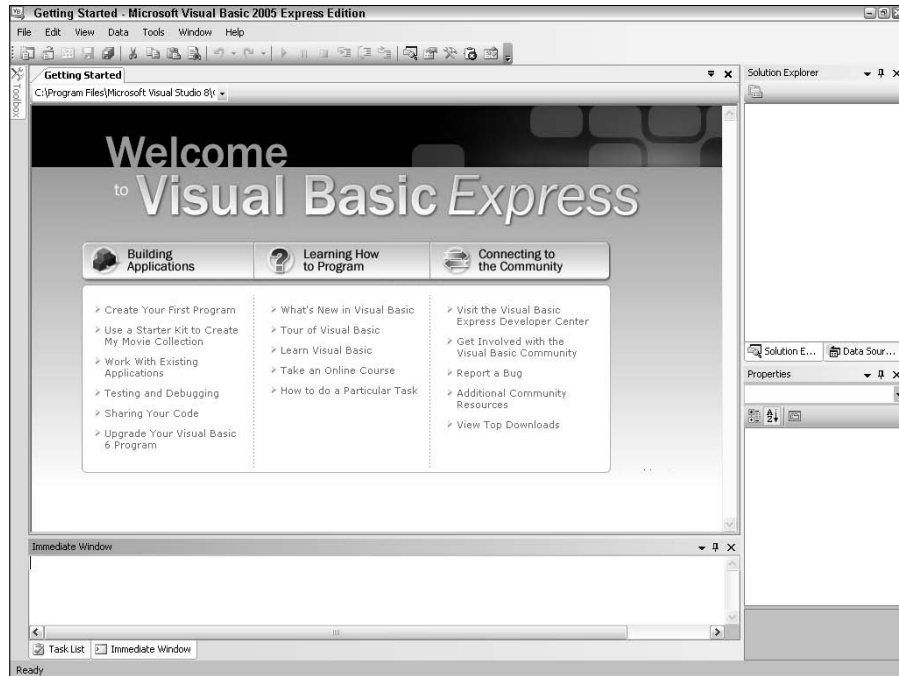 Getting Started - Microsoft Visual Basic 2005 Express Edition
File Edit View Data Tools Window Help
Toolbox
Getting Started
C:\Program Files\Microsoft Visual Studio 8\
Welcome
to Visual Basic Express
Building
Applications
Create Your First Program
Use a Starter Kit to Create
My Movie Collection
Work With Existing
Applications
Testing and Debugging
Sharing Your Code
Upgrade Your Visual Basic
6 Program
Learning How
to Program
What's New in Visual Basic
Tour of Visual Basic
Learn Visual Basic
Take an Online Course
How to do a Particular Task
Connecting to
the Community
Visit the Visual Basic
Express Developer Center
Get Involved with the
Visual Basic Community
Report a Bug
Additional Community
Resources
View Top Downloads
Solution Explorer
Solution E... Data Sour...
Properties
Immediate Window
Task List Immediate Window
Ready